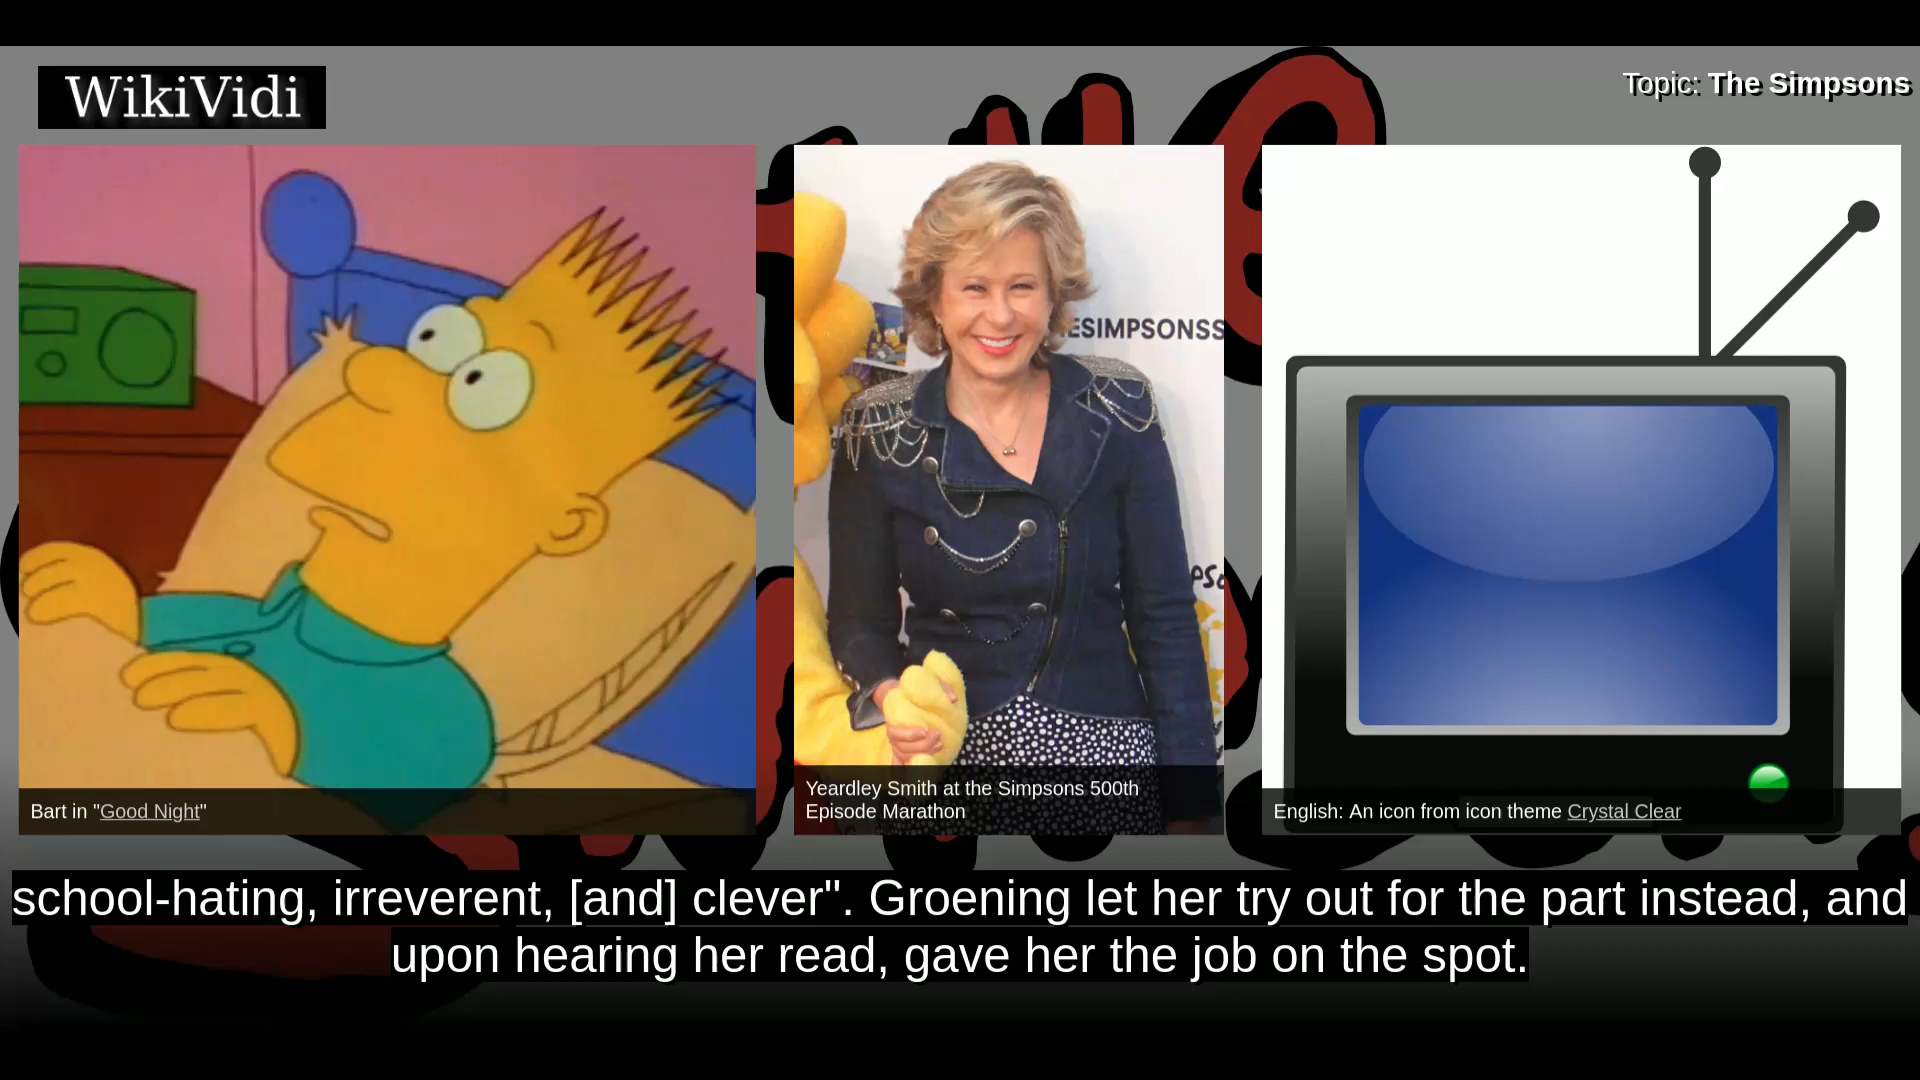 WikiVidi
Topic: The Simpsons
ESIMPSONSS
Bart in "Good Night"
Yeardley Smith at the Simpsons 500th
Episode Marathon
English: An icon from icon theme Crystal Clear
school-hating, irreverent, [and] clever". Groening let her try out for the part instead, and
upon hearing her read, gave her the job on the spot.